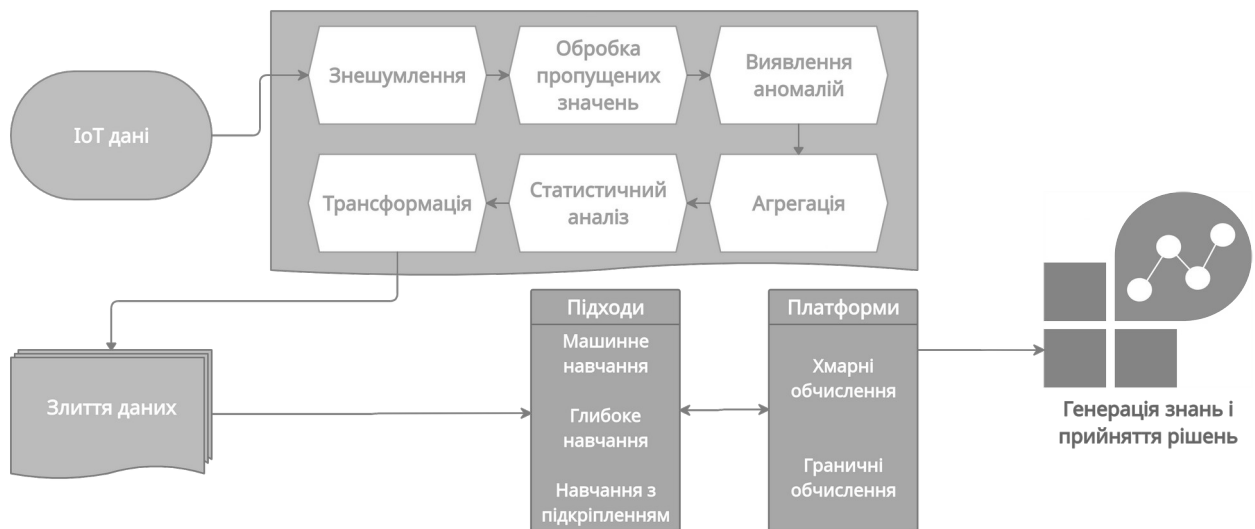 IoT дані
Знешумлення
Обробка
пропущених
значень
Виявлення
аномалій
Трансформація
Статистичний
аналіз
Агрегація
Злиття даних
Підходи
Машинне
навчання
Глибоке
навчання
Навчання з
підкріпленням
Платформи
Хмарні
обчислення
Граничні
обчислення
Генерація знань і
прийняття рішень